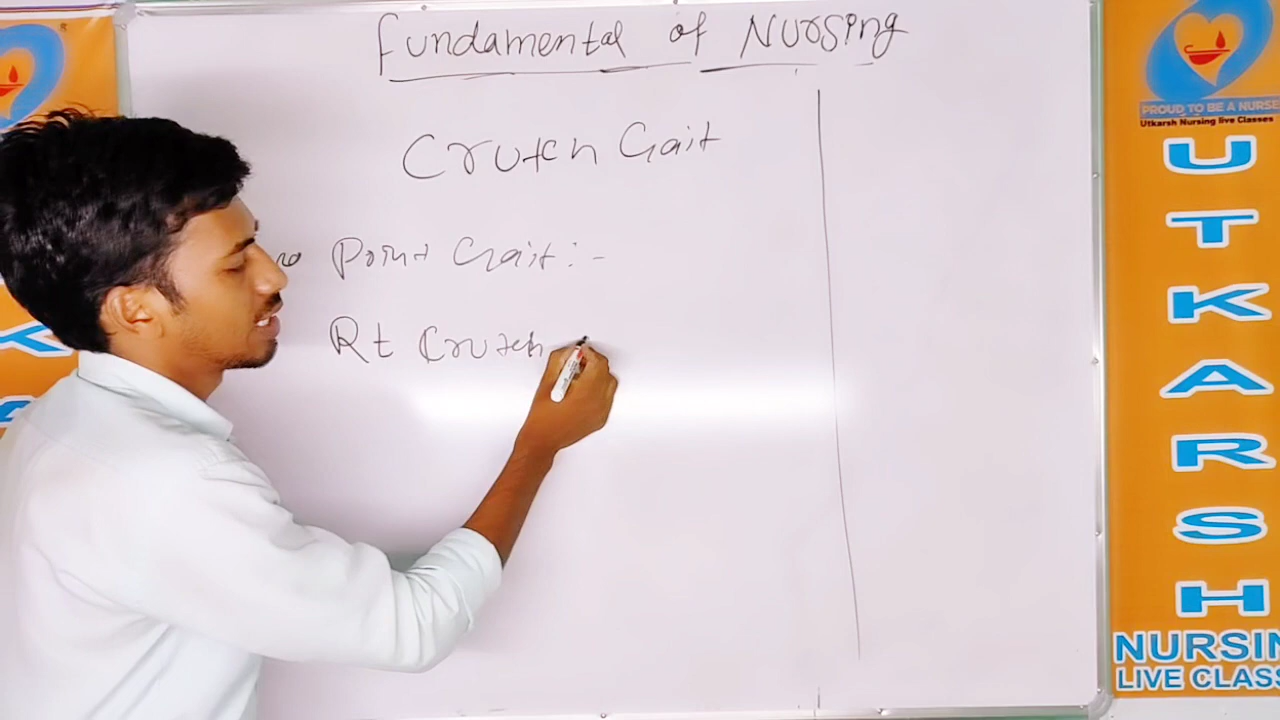 Fundamental of Nursing
Crutch Gait
Point Gait :-
Rt Crutch
PROUD TO BE A NURSE
Utkarsh Nursing live Classes
UTKARSH
NURSIN
LIVE CLASS